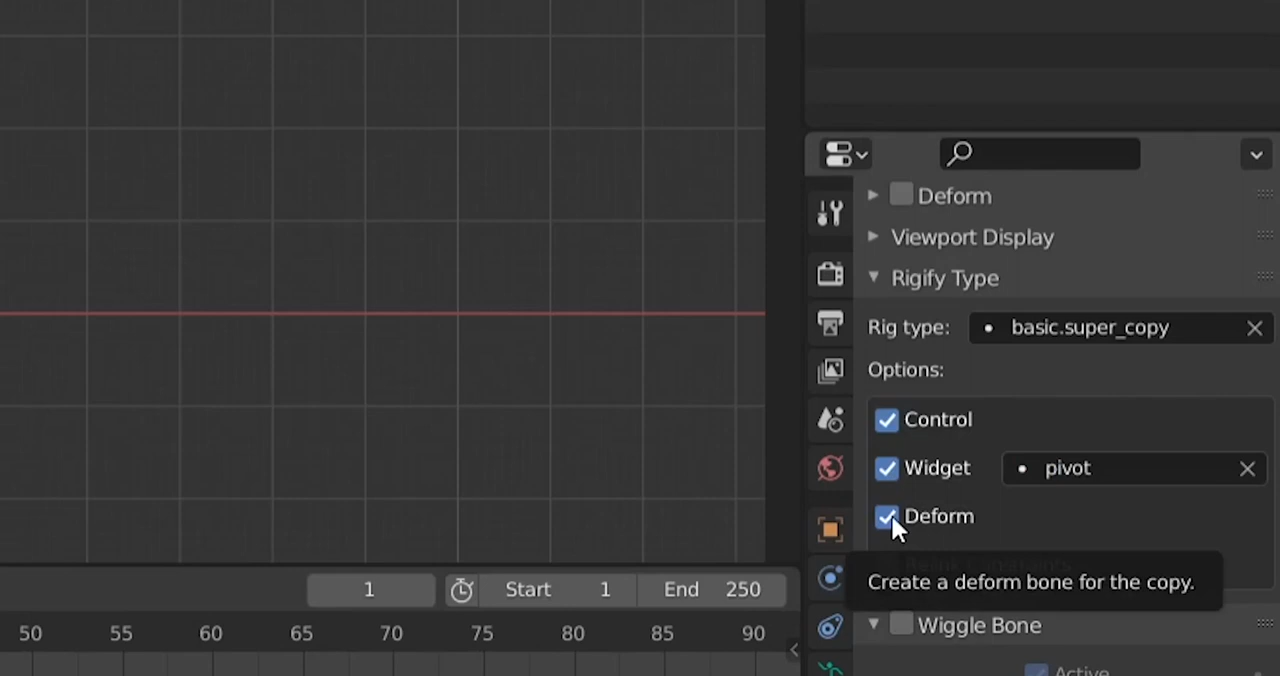 Deform
Viewport Display
Rigify Type
Rig type: basic.super_copy
Options:
Control
Widget pivot
Deform
Create a deform bone for the copy.
Wiggle Bone
Active
1 Start 1 End 250
50 55 60 65 70 75 80 85 90